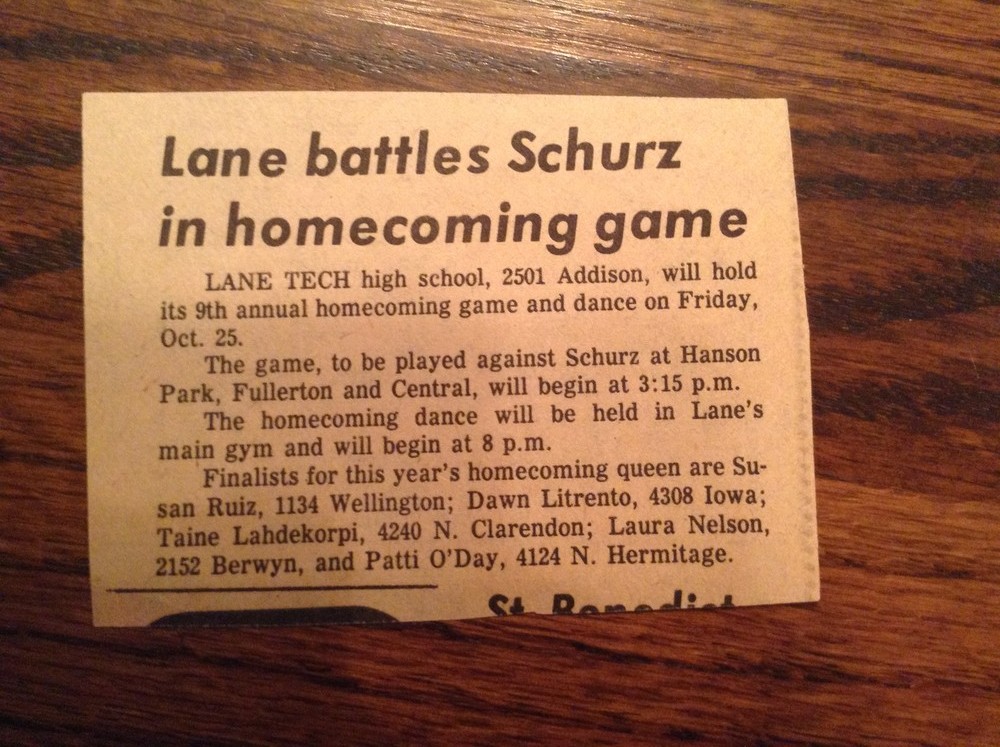 Lane battles Schurz
in homecoming game
LANE TECH high school, 2501 Addison, will hold
its 9th annual homecoming game and dance on Friday,
Oct. 25.
The game, to be played against Schurz at Hanson
Park, Fullerton and Central, will begin at 3:15 p.m.
The homecoming dance will be held in Lane's
main gym and will begin at 8 p.m.
Finalists for this year's homecoming queen are Su-
san Ruiz, 1134 Wellington; Dawn Litrento, 4308 Iowa;
Taine Lahdekorpi, 4240 N. Clarendon; Laura Nelson,
2152 Berwyn, and Patti O'Day, 4124 N. Hermitage.
St. Benedict